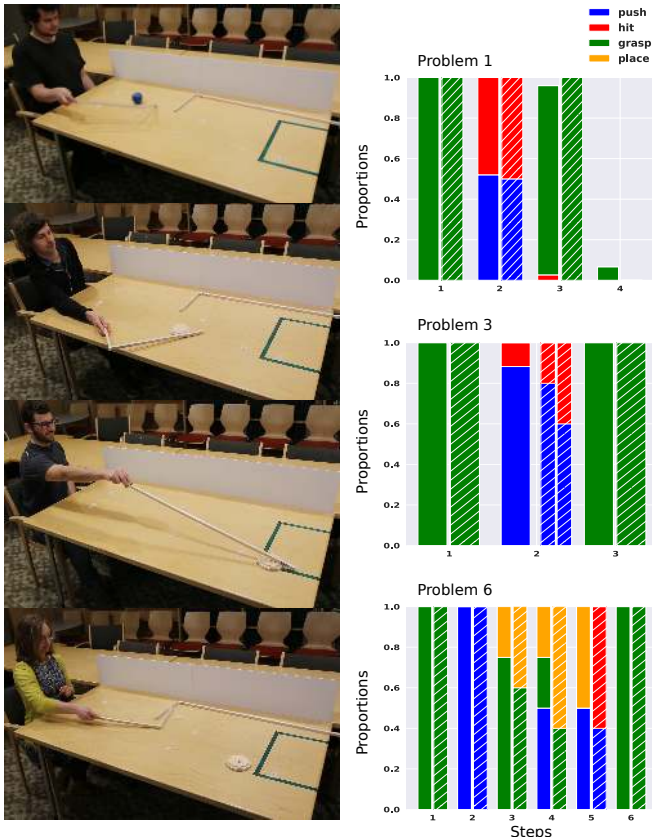 push
hit
grasp
place
Problem 1
1.0
0.8
0.6
0.4
0.2
0.0
Proportions
1 2 3 4
Problem 3
1.0
0.8
0.6
0.4
0.2
0.0
Proportions
1 2 3
Problem 6
1.0
0.8
0.6
0.4
0.2
0.0
Proportions
1 2 3 4 5 6
Steps